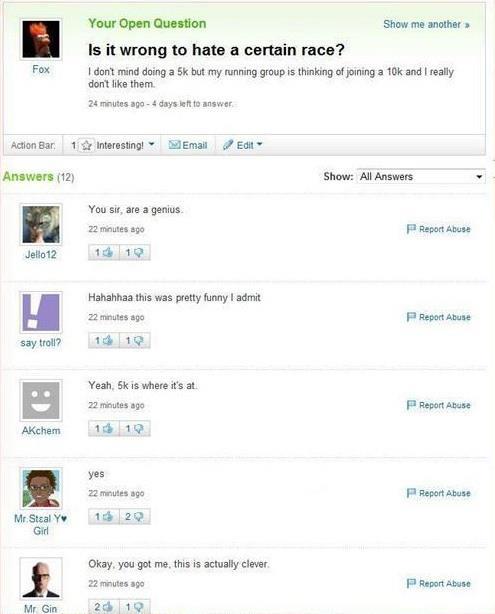 Your Open Question
Show me another »
Is it wrong to hate a certain race?
Fox
I don't mind doing a 5k but my running group is thinking of joining a 10k and I really
don't like them.
24 minutes ago - 4 days left to answer.
Action Bar: 1 Interesting! Email Edit
Answers (12)
Show: All Answers
You sir, are a genius.
22 minutes ago
Report Abuse
Jello12
1 1
Hahahhaa this was pretty funny I admit
22 minutes ago
Report Abuse
say troll?
1 1
Yeah, 5k is where it's at.
22 minutes ago
Report Abuse
AKchem
1 1
yes
22 minutes ago
Report Abuse
Mr.Stɛal Y♥
Girl
1 2
Okay, you got me, this is actually clever.
22 minutes ago
Report Abuse
Mr. Gin
2 1